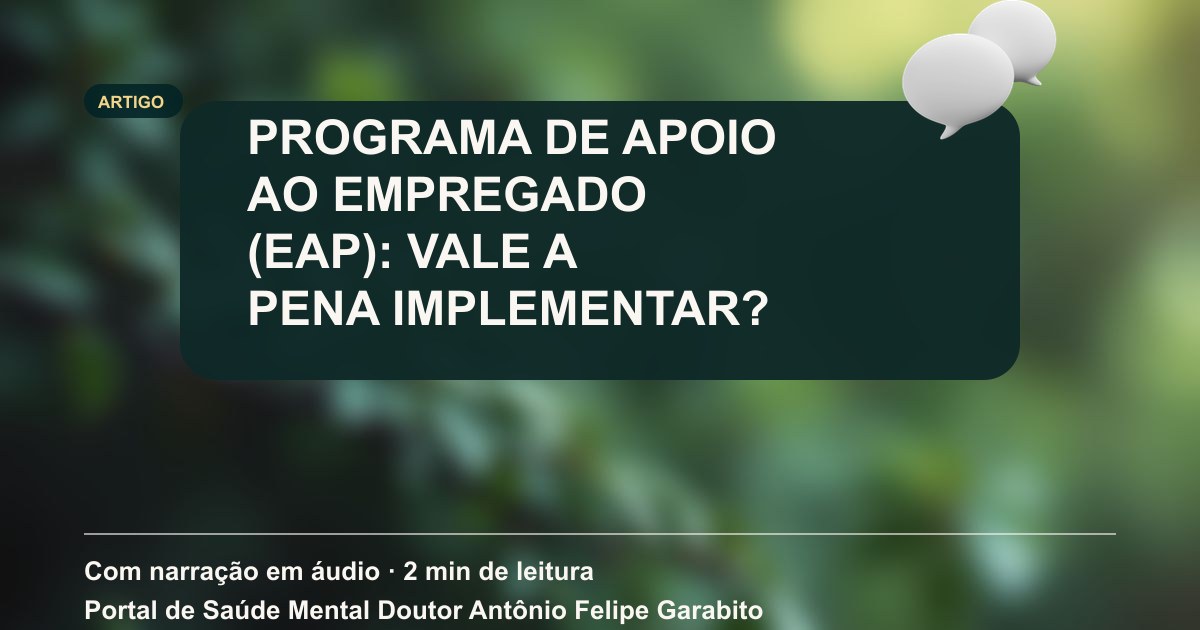 ARTIGO
PROGRAMA DE APOIO
AO EMPREGADO
(EAP): VALE A
PENA IMPLEMENTAR?
Com narração em áudio · 2 min de leitura
Portal de Saúde Mental Doutor Antônio Felipe Garabito